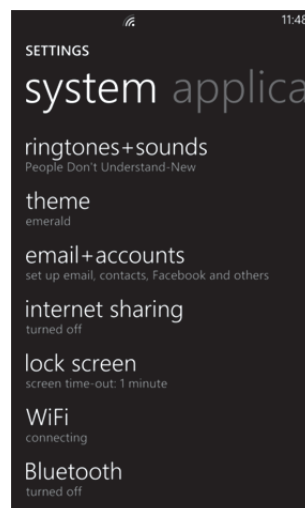 11:48
SETTINGS
system applica
ringtones+sounds
People Don't Understand-New
theme
emerald
email+accounts
set up email, contacts, Facebook and others
internet sharing
turned off
lock screen
screen time-out: 1 minute
WiFi
connecting
Bluetooth
turned off